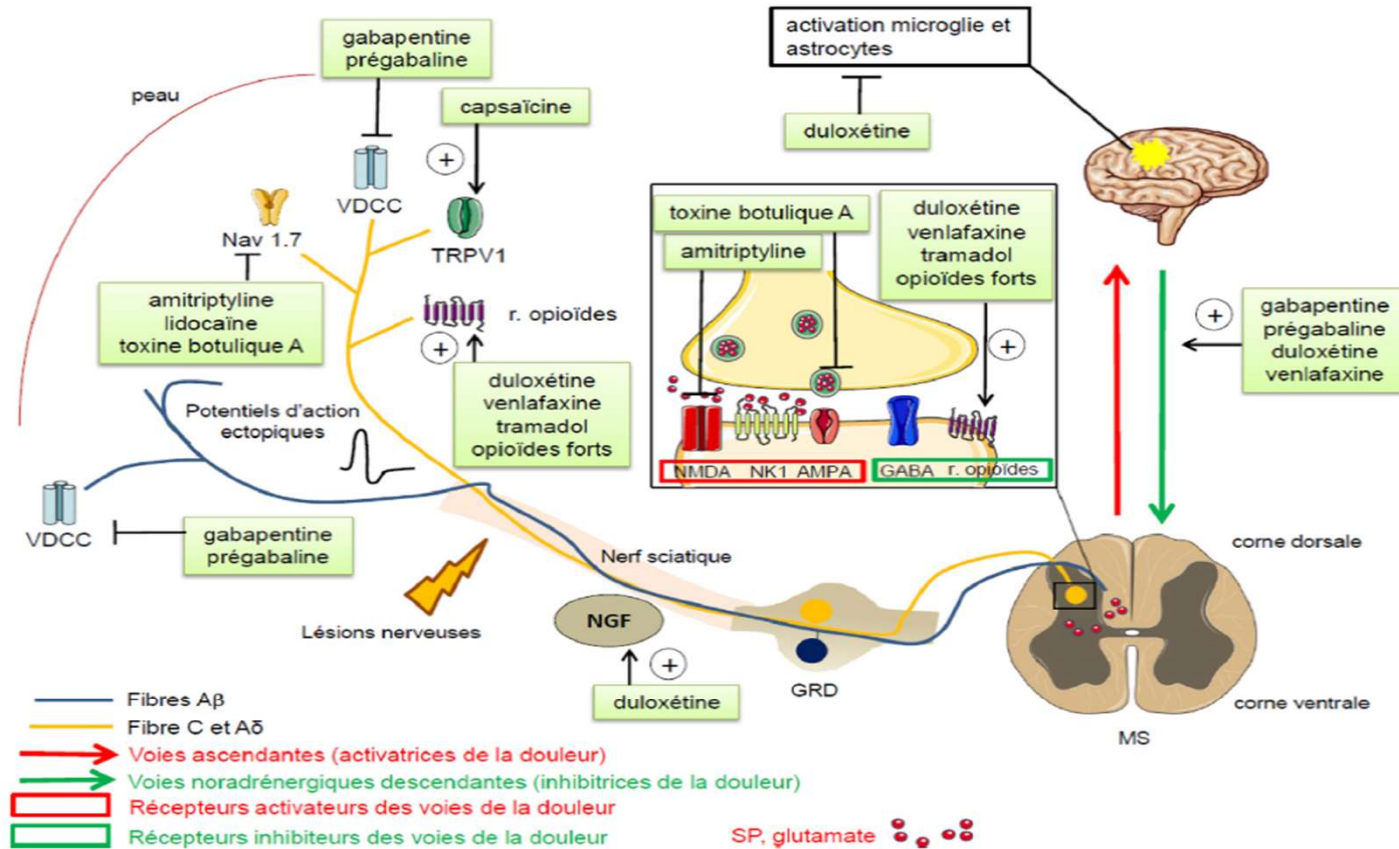 gabapentine
prégabaline
peau
capsaïcine
+
VDCC
Nav 1.7
TRPV1
amitriptyline
lidocaïne
toxine botulique A
r. opioïdes
+
duloxétine
venlafaxine
tramadol
opioïdes forts
Potentiels d'action
ectopiques
VDCC
gabapentine
prégabaline
Lésions nerveuses
Nerf sciatique
NGF
+
duloxétine
GRD
activation microglie et
astrocytes
duloxétine
toxine botulique A
amitriptyline
duloxétine
venlafaxine
tramadol
opioïdes forts
+
NMDA NK1 AMPA GABA r. opioïdes
+
gabapentine
prégabaline
duloxétine
venlafaxine
corne dorsale
corne ventrale
MS
Fibres Aβ
Fibre C et Aδ
Voies ascendantes (activatrices de la douleur)
Voies noradrénergiques descendantes (inhibitrices de la douleur)
Récepteurs activateurs des voies de la douleur
Récepteurs inhibiteurs des voies de la douleur
SP, glutamate